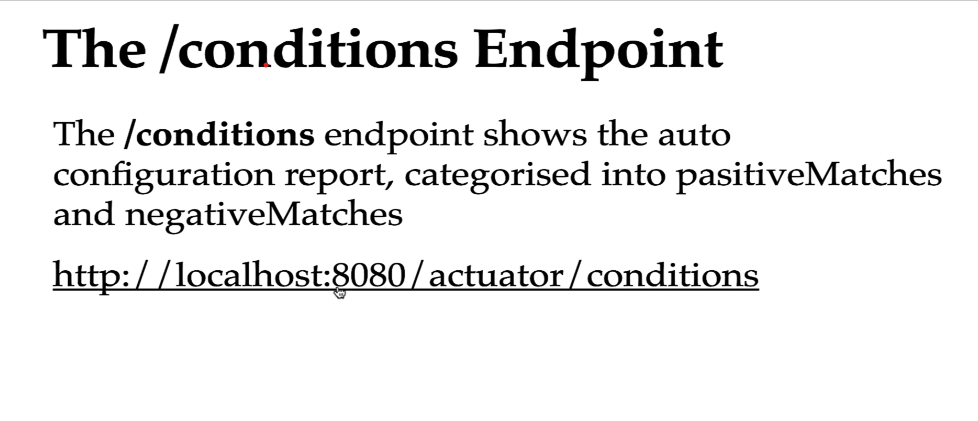 The /conditions Endpoint
The /conditions endpoint shows the auto
configuration report, categorised into pasitiveMatches
and negativeMatches
http://localhost:8080/actuator/conditions